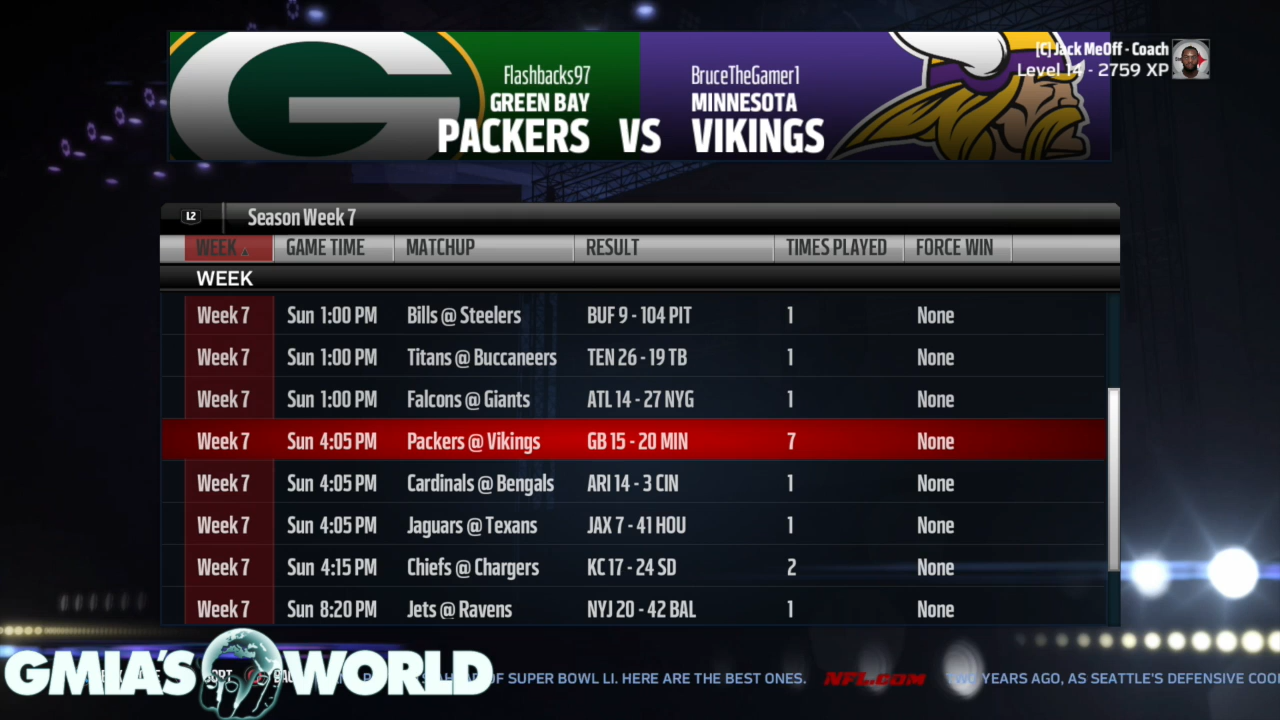 [C] Jack MeOff - Coach
Level 14 - 2759 XP
Flashbacks97
GREEN BAY
PACKERS
VS
BruceTheGamer1
MINNESOTA
VIKINGS
L2 Season Week 7
WEEK GAME TIME MATCHUP RESULT TIMES PLAYED FORCE WIN
WEEK
Week 7 Sun 1:00 PM Bills @ Steelers BUF 9 - 104 PIT 1 None
Week 7 Sun 1:00 PM Titans @ Buccaneers TEN 26 - 19 TB 1 None
Week 7 Sun 1:00 PM Falcons @ Giants ATL 14 - 27 NYG 1 None
Week 7 Sun 4:05 PM Packers @ Vikings GB 15 - 20 MIN 7 None
Week 7 Sun 4:05 PM Cardinals @ Bengals ARI 14 - 3 CIN 1 None
Week 7 Sun 4:05 PM Jaguars @ Texans JAX 7 - 41 HOU 1 None
Week 7 Sun 4:15 PM Chiefs @ Chargers KC 17 - 24 SD 2 None
Week 7 Sun 8:20 PM Jets @ Ravens NYJ 20 - 42 BAL 1 None
GMIA'S WORLD
OF SUPER BOWL LI. HERE ARE THE BEST ONES. NFL.COM YEARS AGO, AS SEATTLE'S DEFENSIVE